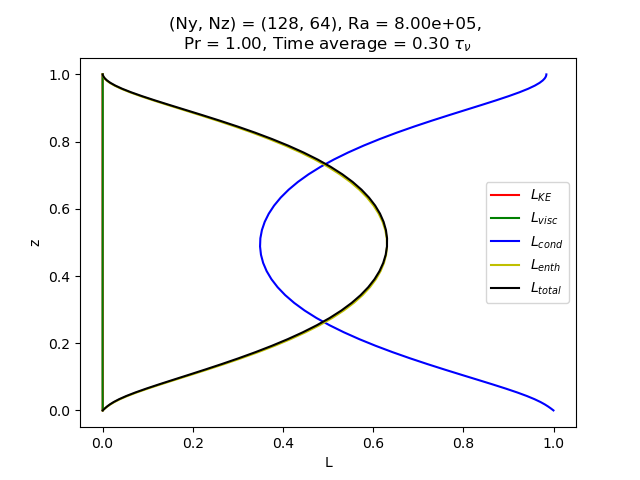 (Ny, Nz) = (128, 64), Ra = 8.00e+05,
Pr = 1.00, Time average = 0.30 τ_ν
1.0
0.8
0.6
0.4
0.2
0.0
z
0.0 0.2 0.4 0.6 0.8 1.0
L
L_KE
L_visc
L_cond
L_enth
L_total